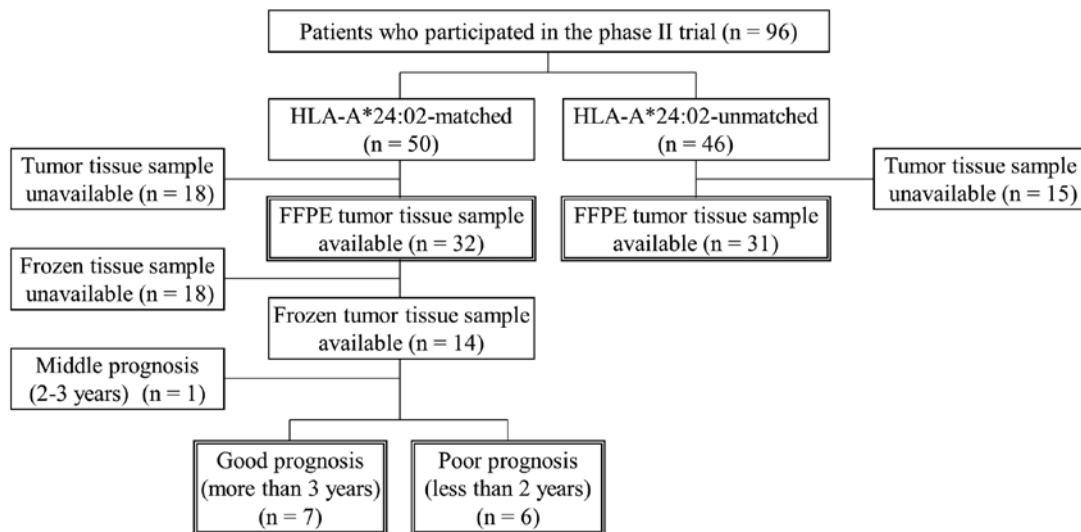 Patients who participated in the phase II trial (n = 96)
HLA-A*24:02-matched
(n = 50)
HLA-A*24:02-unmatched
(n = 46)
Tumor tissue sample
unavailable (n = 18)
Tumor tissue sample
unavailable (n = 15)
FFPE tumor tissue sample
available (n = 32)
FFPE tumor tissue sample
available (n = 31)
Frozen tissue sample
unavailable (n = 18)
Frozen tumor tissue sample
available (n = 14)
Middle prognosis
(2-3 years) (n = 1)
Good prognosis
(more than 3 years)
(n = 7)
Poor prognosis
(less than 2 years)
(n = 6)